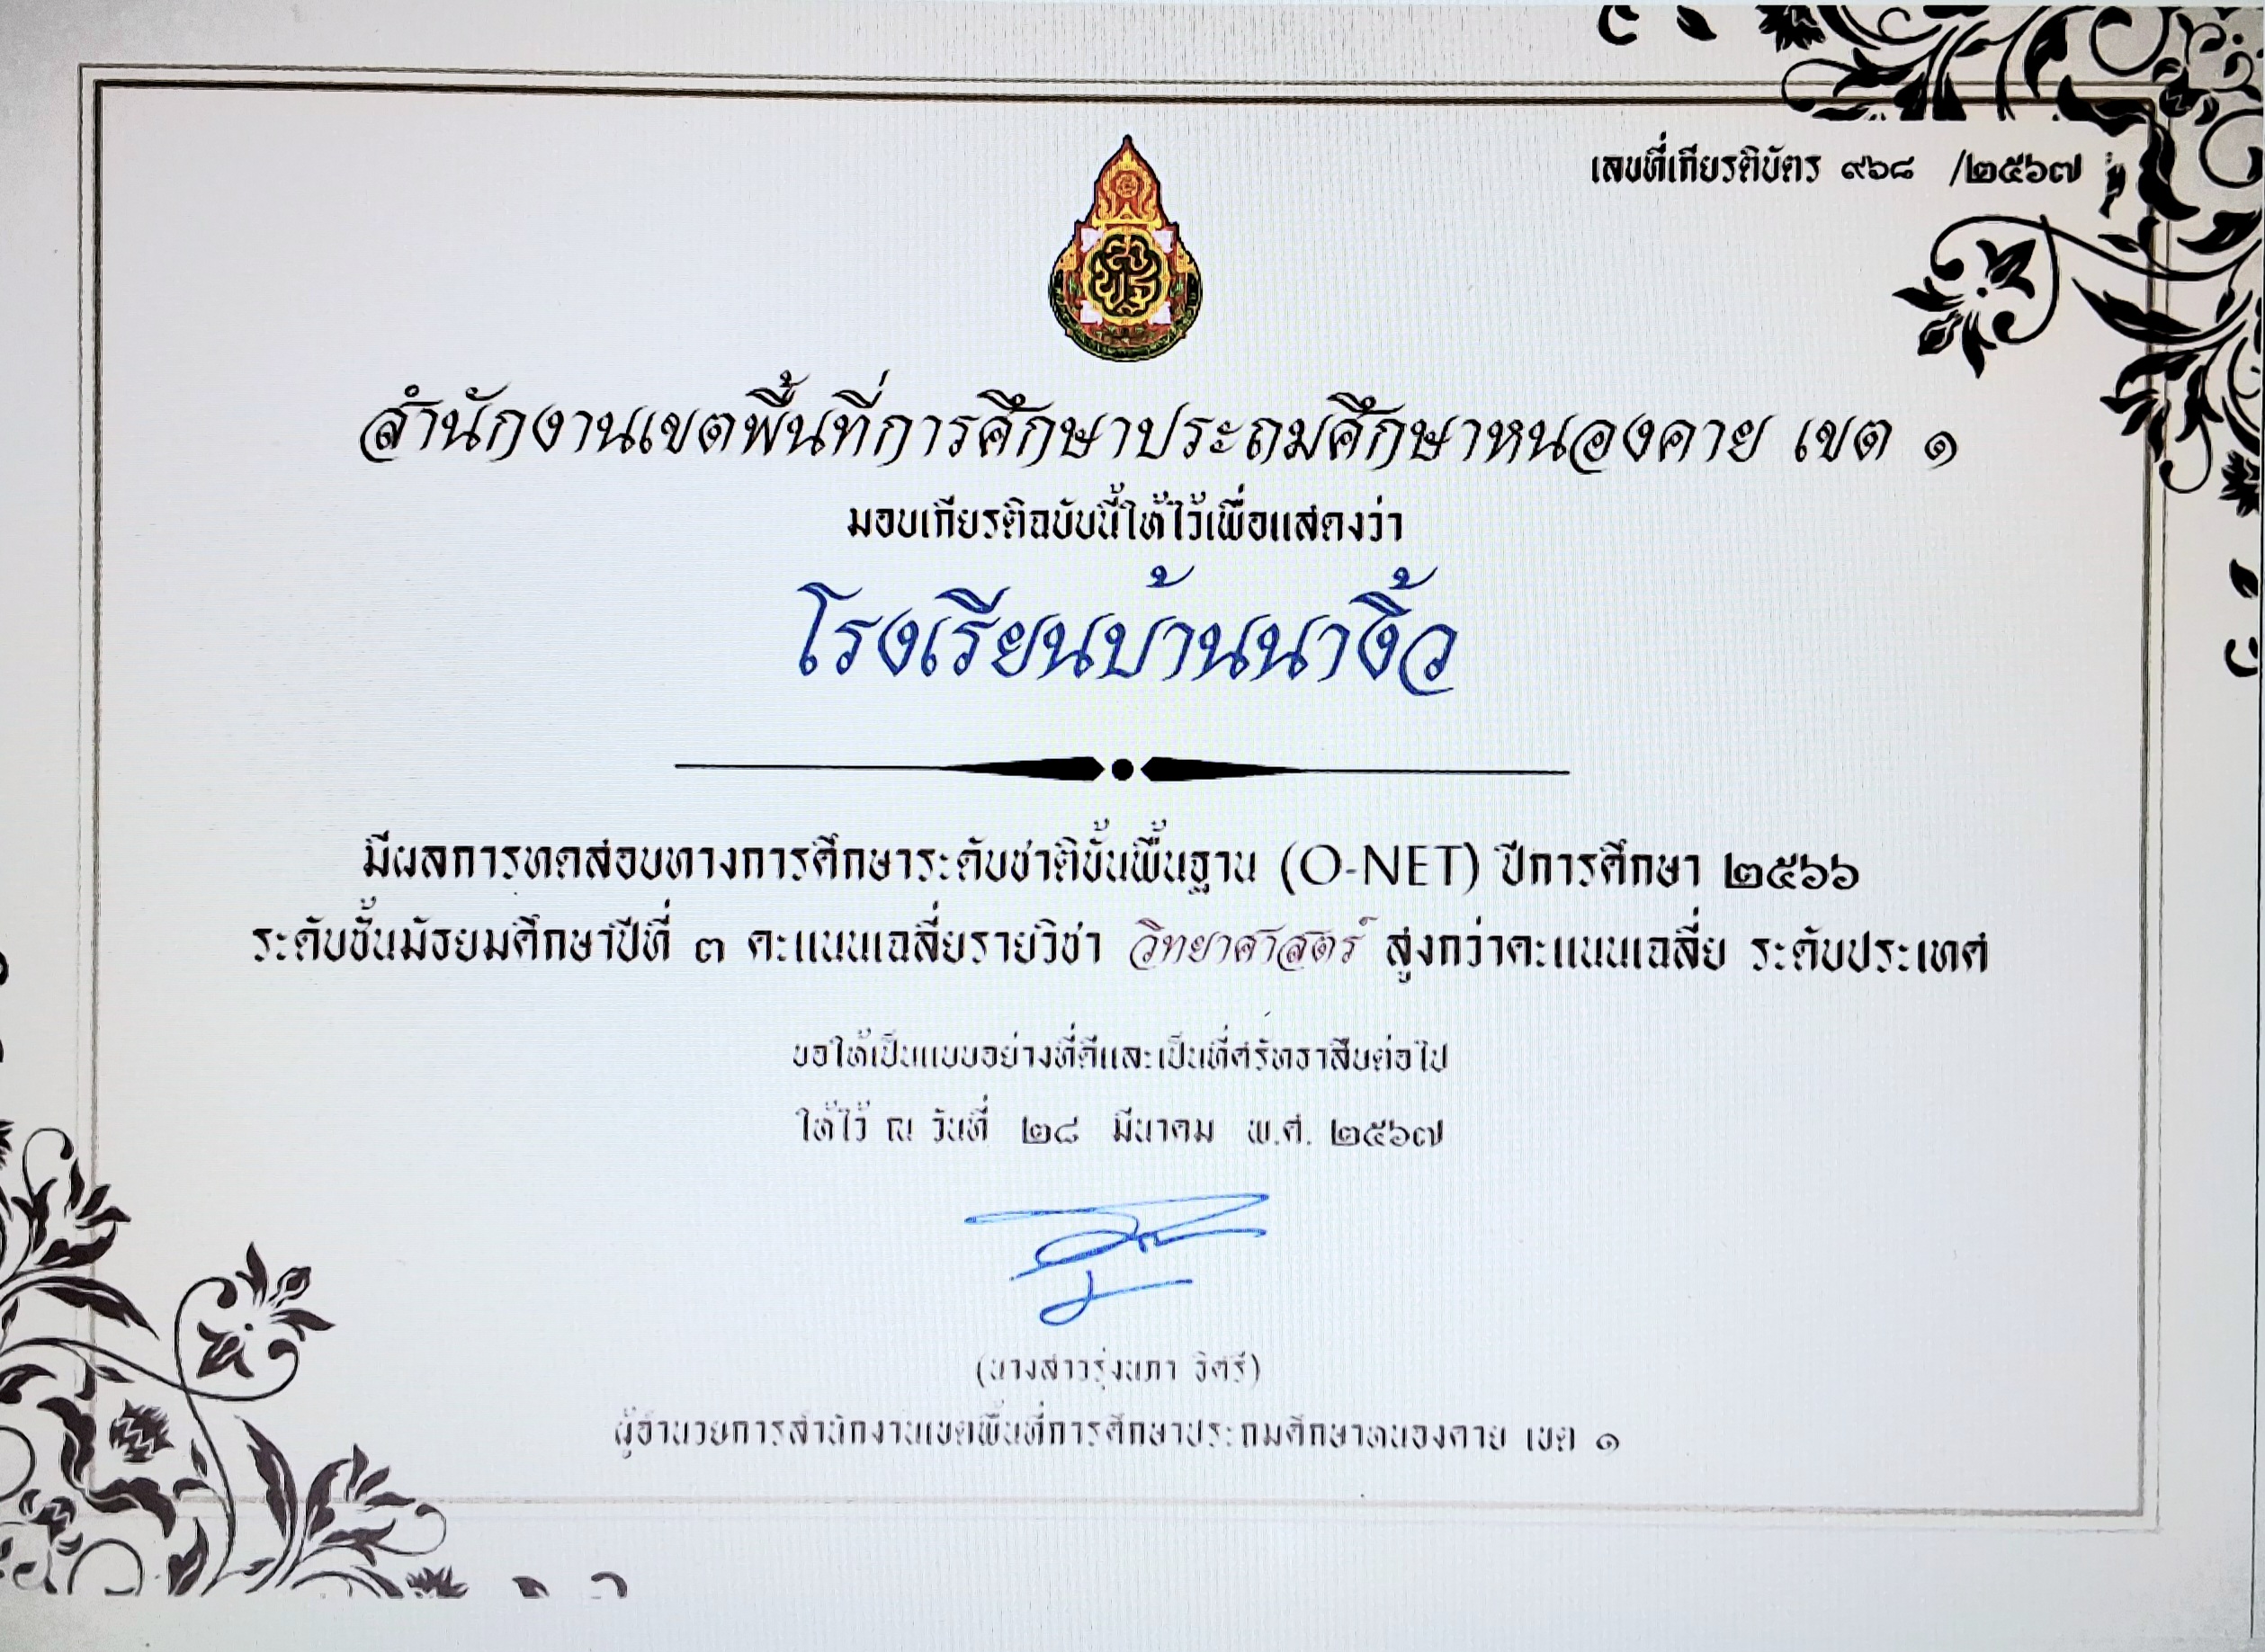 เลขที่เกียรติบัตร ๙๖๘ /๒๕๖๗
สำนักงานเขตพื้นที่การศึกษาประถมศึกษาหนองคาย เขต ๑
มอบเกียรติฉบับนี้ให้ไว้เพื่อแสดงว่า
โรงเรียนบ้านนางิ้ว
มีผลการทดสอบทางการศึกษาระดับชาติขั้นพื้นฐาน (O-NET) ปีการศึกษา ๒๕๖๖
ระดับชั้นมัธยมศึกษาปีที่ ๓ คะแนนเฉลี่ยรายวิชา วิทยาศาสตร์ สูงกว่าคะแนนเฉลี่ย ระดับประเทศ
ขอให้เป็นแบบอย่างที่ดีและเป็นที่ศรัทธาสืบต่อไป
ให้ไว้ ณ วันที่ ๒๘ มีนาคม พ.ศ. ๒๕๖๗
(นางสาวรุ่งนภา
ผู้อำนวยการสำนักงานเขตพื้นที่การศึกษาประถมศึกษาหนองคาย เขต ๑